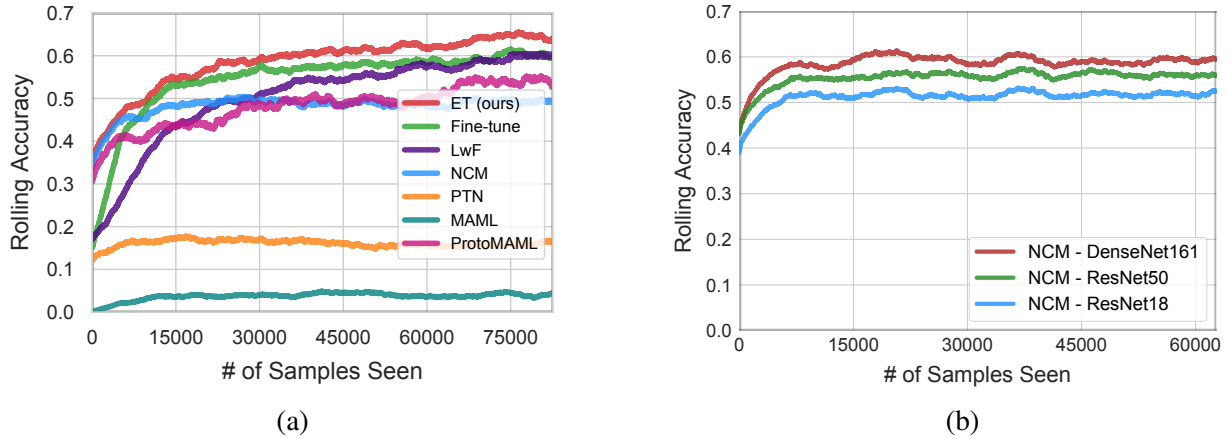 0.7
0.6
0.5
0.4
0.3
0.2
0.1
0.0
Rolling Accuracy
ET (ours)
Fine-tune
LwF
NCM
PTN
MAML
ProtoMAML
0 15000 30000 45000 60000 75000
# of Samples Seen
(a)
0.7
0.6
0.5
0.4
0.3
0.2
0.1
0.0
Rolling Accuracy
NCM - DenseNet161
NCM - ResNet50
NCM - ResNet18
0 15000 30000 45000 60000
# of Samples Seen
(b)